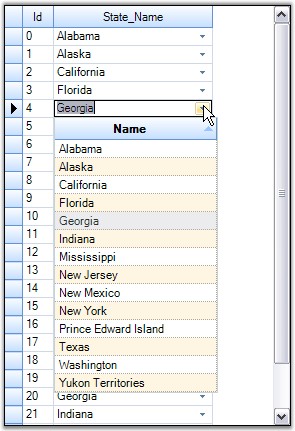 Id State_Name
0 Alabama
1 Alaska
2 California
3 Florida
4 Georgia
5 Name
6 Alabama
7 Alaska
8 California
9 Florida
10 Georgia
11 Indiana
12 Mississippi
13 New Jersey
14 New Mexico
15 New York
16 Prince Edward Island
17 Texas
18 Washington
19 Yukon Territories
20 Georgia
21 Indiana